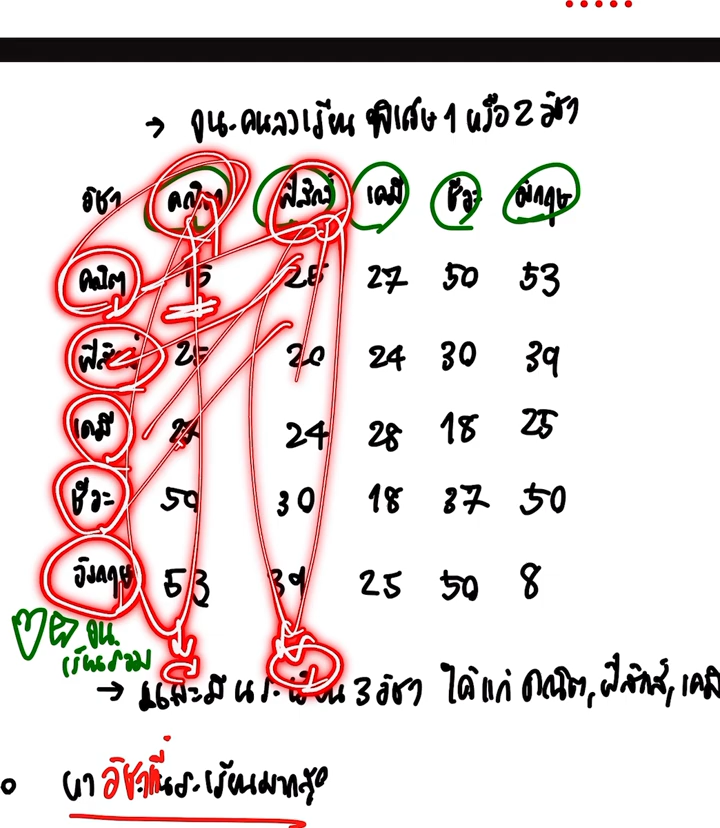 → จน.คนลงเรียน พิเศษ 1 หรือ 2 วิชา
วิชา คณิต ฟิสิกส์ เคมี ชีวะ อังกฤษ
คณิต 15 25 27 50 53
ฟิสิกส์ 25 20 24 30 39
เคมี 27 24 28 18 25
ชีวะ 50 30 18 37 50
อังกฤษ 53 39 25 50 8
จน.
เรียนร่วม
→ และมี นร. เรียน 3 วิชา ได้แก่ คณิต, ฟิสิกส์, เคมี
หา วิชาที่นร.เรียนมากสุด